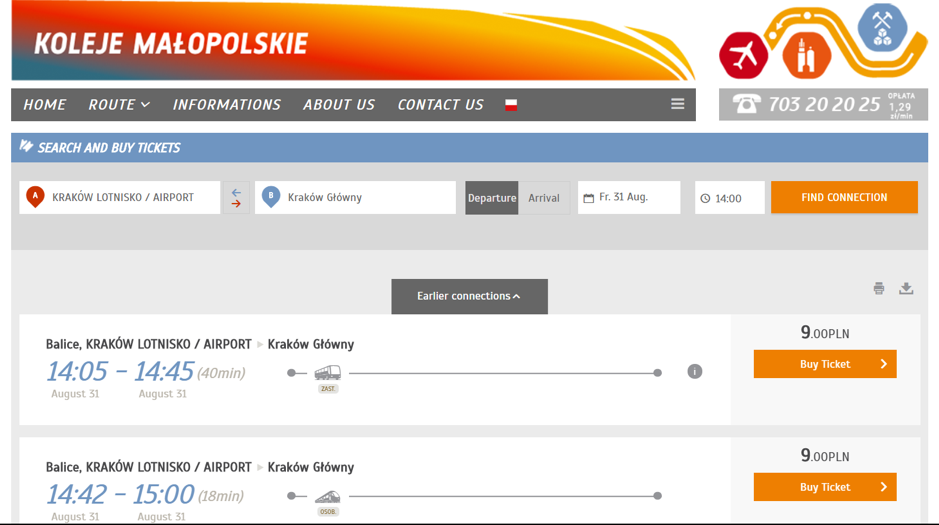 KOLEJE MAŁOPOLSKIE
HOME ROUTE INFORMATIONS ABOUT US CONTACT US
703 20 20 25 OPŁATA 1,29 zł/min
SEARCH AND BUY TICKETS
A KRAKÓW LOTNISKO / AIRPORT B Kraków Główny Departure Arrival Fr. 31 Aug. 14:00 FIND CONNECTION
Earlier connections
Balice, KRAKÓW LOTNISKO / AIRPORT Kraków Główny
14:05 - 14:45 (40min)
August 31 August 31
ZAST.
i
9.00PLN
Buy Ticket
Balice, KRAKÓW LOTNISKO / AIRPORT Kraków Główny
14:42 - 15:00 (18min)
August 31 August 31
OSOB.
9.00PLN
Buy Ticket